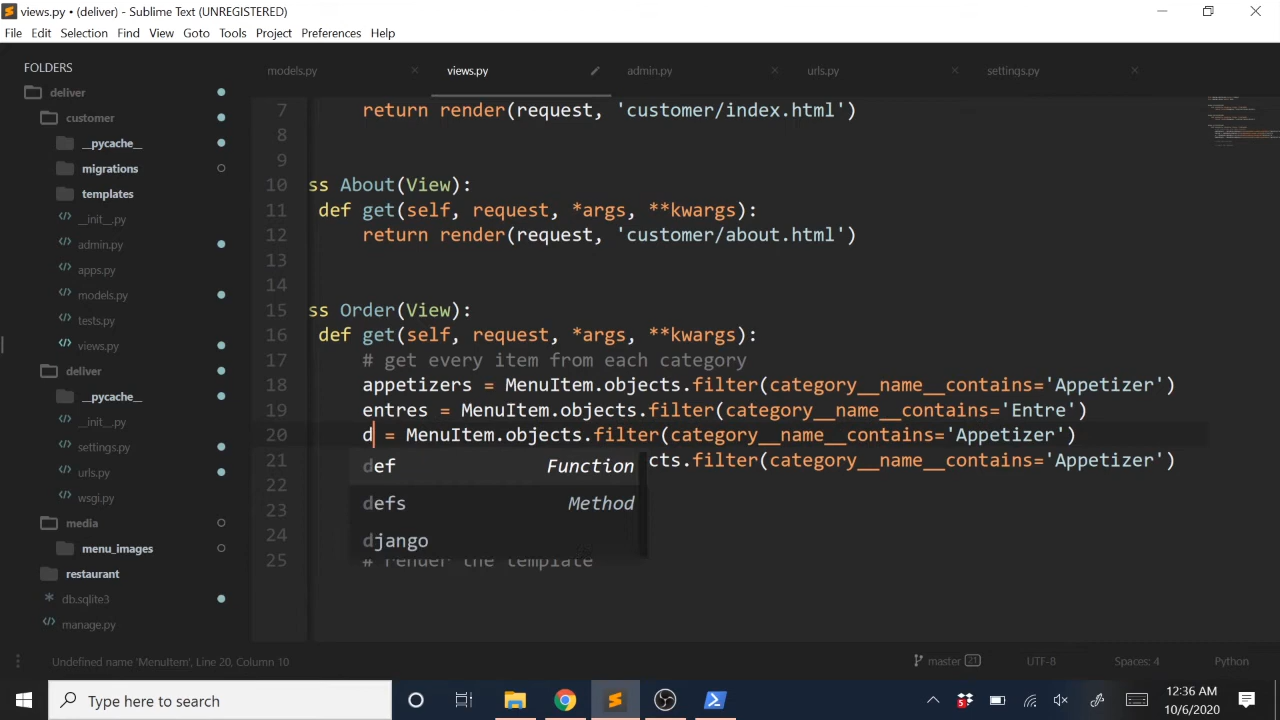 views.py • (deliver) - Sublime Text (UNREGISTERED)
File Edit Selection Find View Goto Tools Project Preferences Help
FOLDERS
deliver
customer
__pycache__
migrations
templates
__init__.py
admin.py
apps.py
models.py
tests.py
views.py
deliver
__pycache__
__init__.py
settings.py
urls.py
wsgi.py
media
menu_images
restaurant
db.sqlite3
manage.py
models.py views.py admin.py urls.py settings.py
7 return render(request, 'customer/index.html')
8
9
10 ss About(View):
11 def get(self, request, *args, **kwargs):
12 return render(request, 'customer/about.html')
13
14
15 ss Order(View):
16 def get(self, request, *args, **kwargs):
17 # get every item from each category
18 appetizers = MenuItem.objects.filter(category__name__contains='Appetizer')
19 entres = MenuItem.objects.filter(category__name__contains='Entre')
20 d = MenuItem.objects.filter(category__name__contains='Appetizer')
21 cts.filter(category__name__contains='Appetizer')
22
23
24
25 # render the template
def Function
defs Method
django
Undefined name 'MenuItem', Line 20, Column 10 master 21 UTF-8 Spaces: 4 Python
Type here to search
12:36 AM
10/6/2020